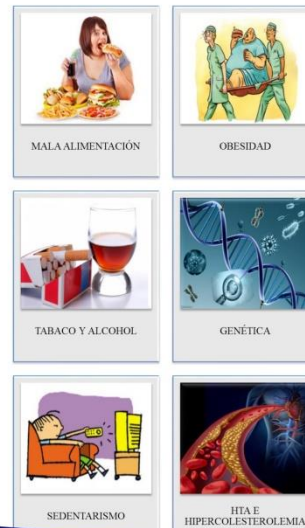 MALA ALIMENTACIÓN
OBESIDAD
TABACO Y ALCOHOL
GENÉTICA
SEDENTARISMO
HTA E
HIPERCOLESTEROLEMIA